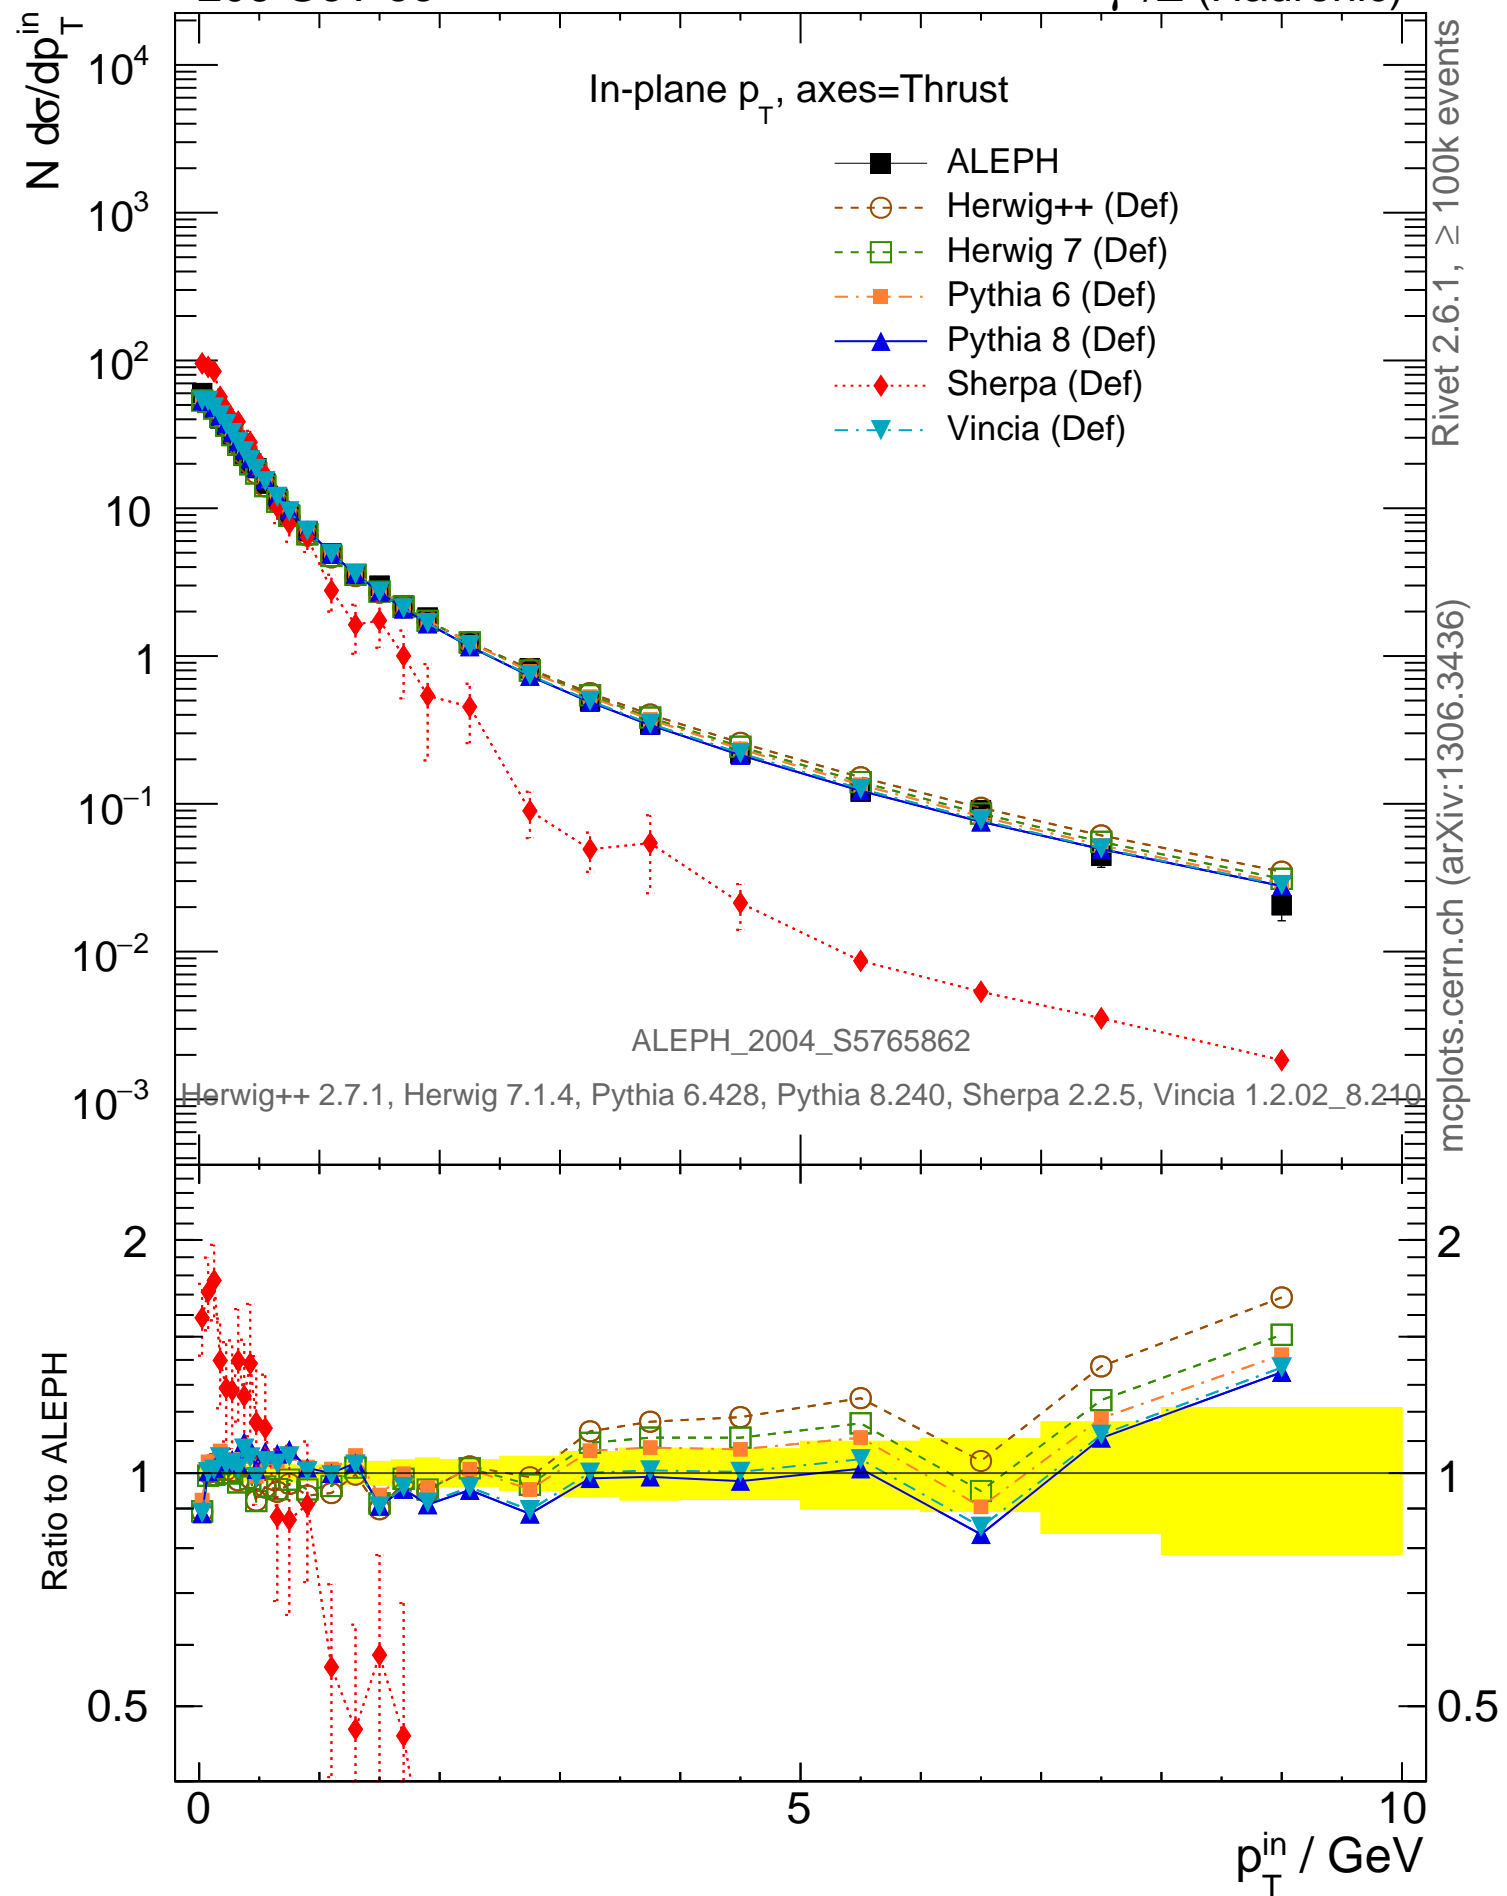 γ*/Z (Hadronic)
N dσ/dp_T^in
In-plane p_T, axes=Thrust
ALEPH
Herwig++ (Def)
Herwig 7 (Def)
Pythia 6 (Def)
Pythia 8 (Def)
Sherpa (Def)
Vincia (Def)
10^4
10^3
10^2
10
1
10^−1
10^−2
10^−3
ALEPH_2004_S5765862
Herwig++ 2.7.1, Herwig 7.1.4, Pythia 6.428, Pythia 8.240, Sherpa 2.2.5, Vincia 1.2.02_8.210
Rivet 2.6.1, ≥ 100k events
mcplots.cern.ch (arXiv:1306.3436)
Ratio to ALEPH
2
1
0.5
2
1
0.5
0
5
10
p_T^in / GeV